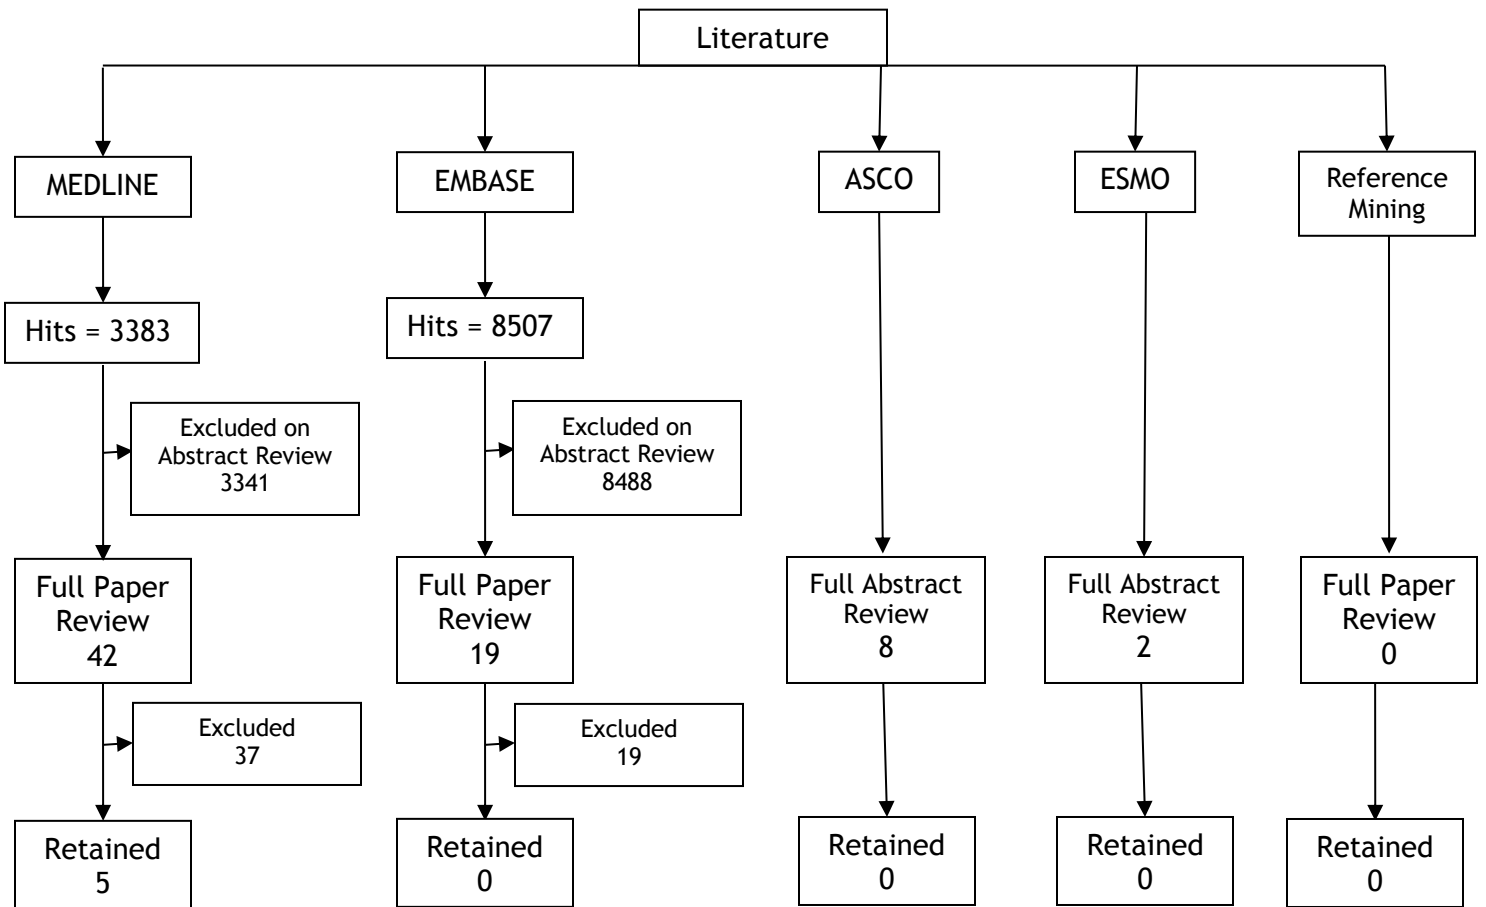 Literature
MEDLINE
EMBASE
ASCO
ESMO
Reference
Mining
Hits = 3383
Hits = 8507
Excluded on
Abstract Review
3341
Excluded on
Abstract Review
8488
Full Paper
Review
42
Full Paper
Review
19
Full Abstract
Review
8
Full Abstract
Review
2
Full Paper
Review
0
Excluded
37
Excluded
19
Retained
5
Retained
0
Retained
0
Retained
0
Retained
0